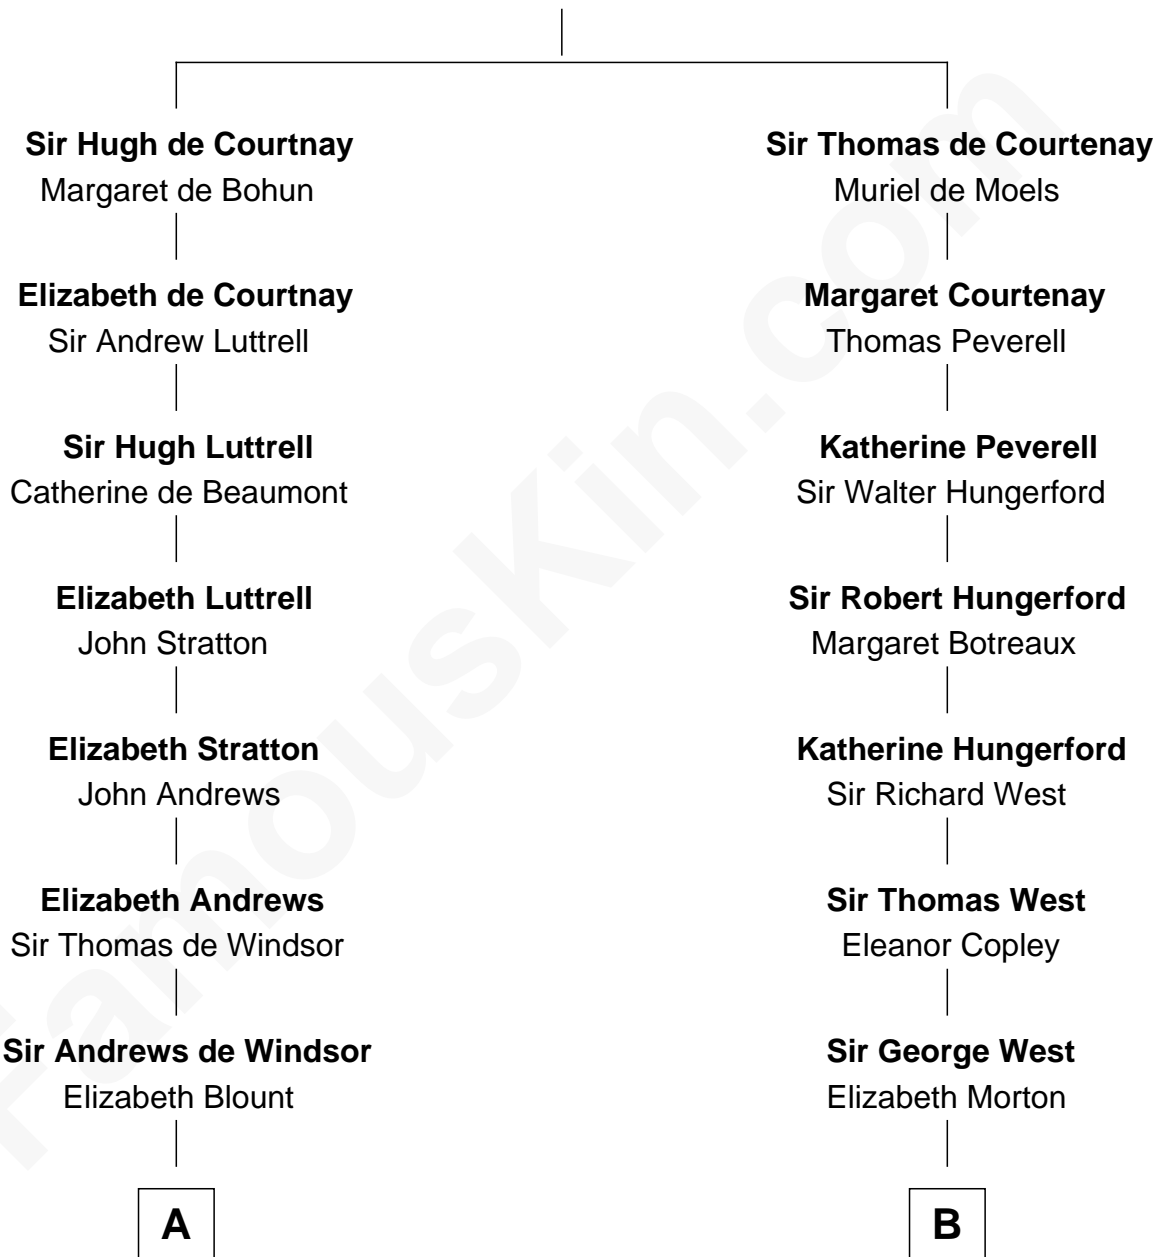 Sir Hugh de Courtnay
Margaret de Bohun
Elizabeth de Courtnay
Sir Andrew Luttrell
Sir Hugh Luttrell
Catherine de Beaumont
Elizabeth Luttrell
John Stratton
Elizabeth Stratton
John Andrews
Elizabeth Andrews
Sir Thomas de Windsor
Sir Andrews de Windsor
Elizabeth Blount
A
Sir Thomas de Courtenay
Muriel de Moels
Margaret Courtenay
Thomas Peverell
Katherine Peverell
Sir Walter Hungerford
Sir Robert Hungerford
Margaret Botreaux
Katherine Hungerford
Sir Richard West
Sir Thomas West
Eleanor Copley
Sir George West
Elizabeth Morton
B
FamousKin.com